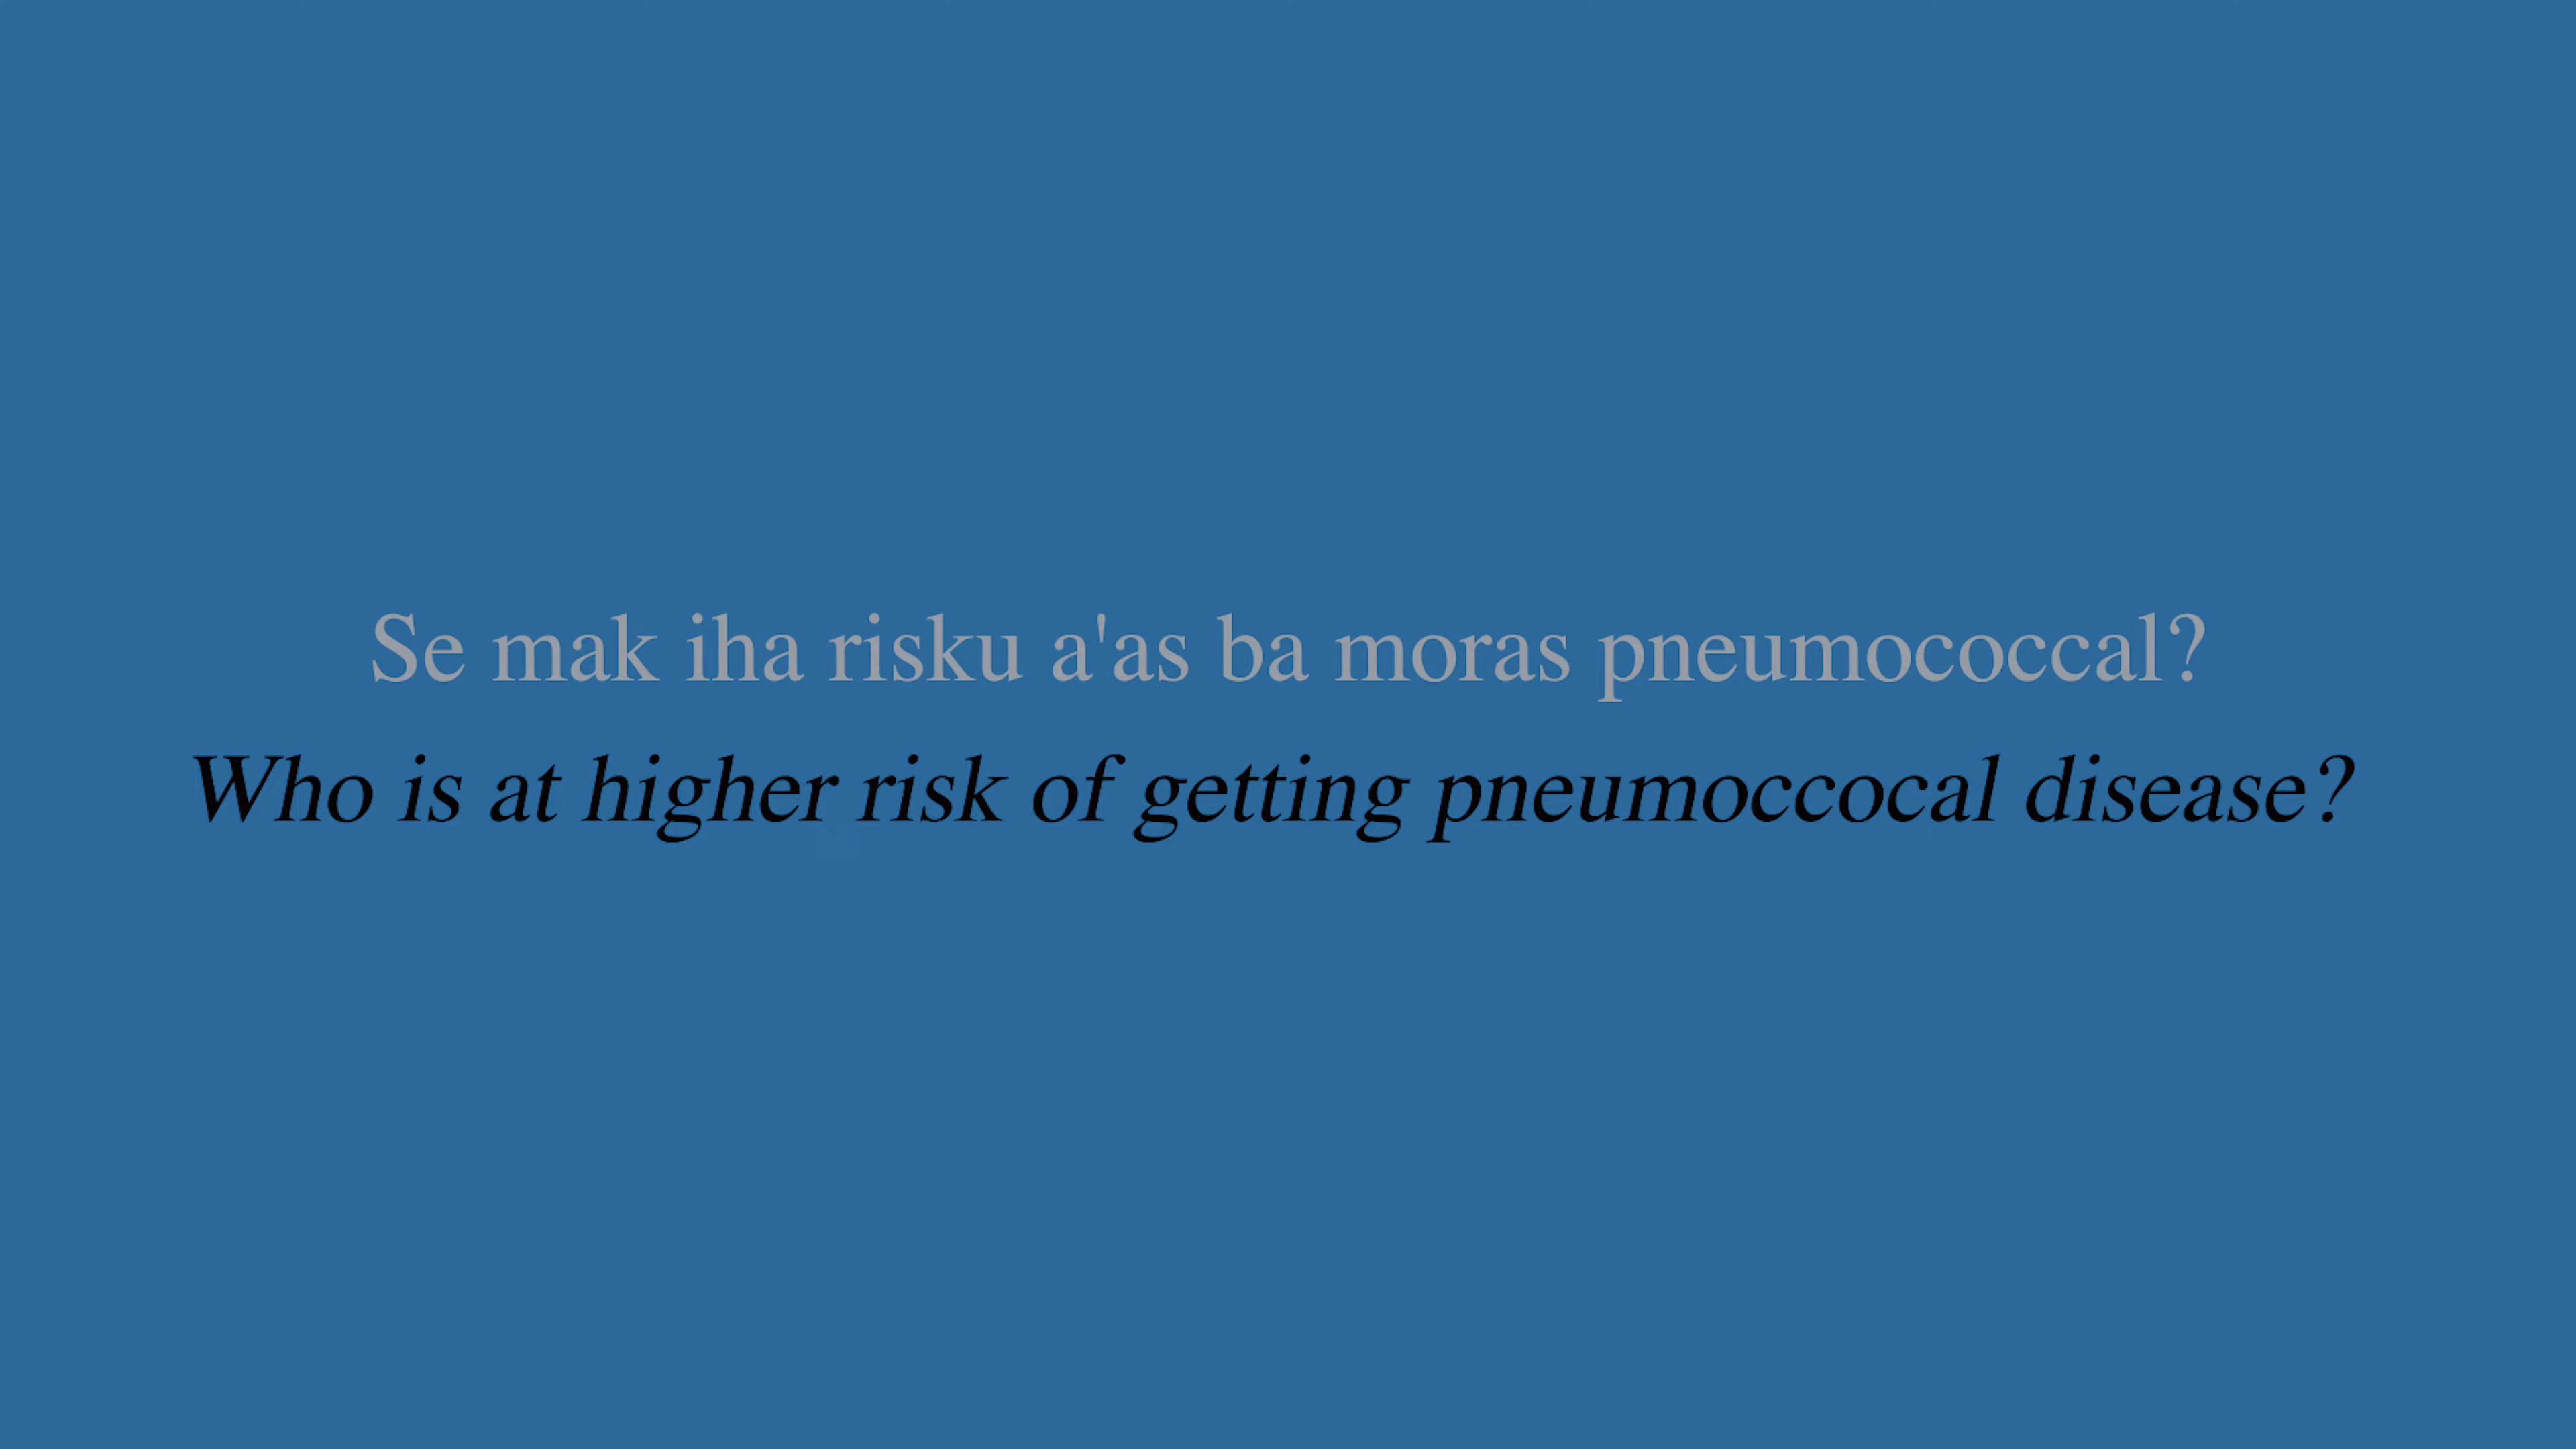 Se mak iha risku a'as ba moras pneumococcal?
Who is at higher risk of getting pneumoccocal disease?